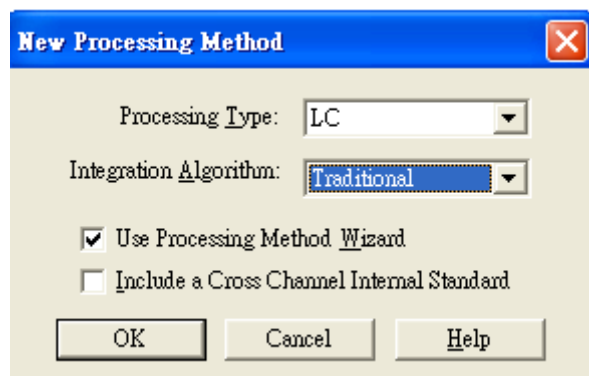 New Processing Method
Processing Type: LC
Integration Algorithm: Traditional
Use Processing Method Wizard
Include a Cross Channel Internal Standard
OK Cancel Help